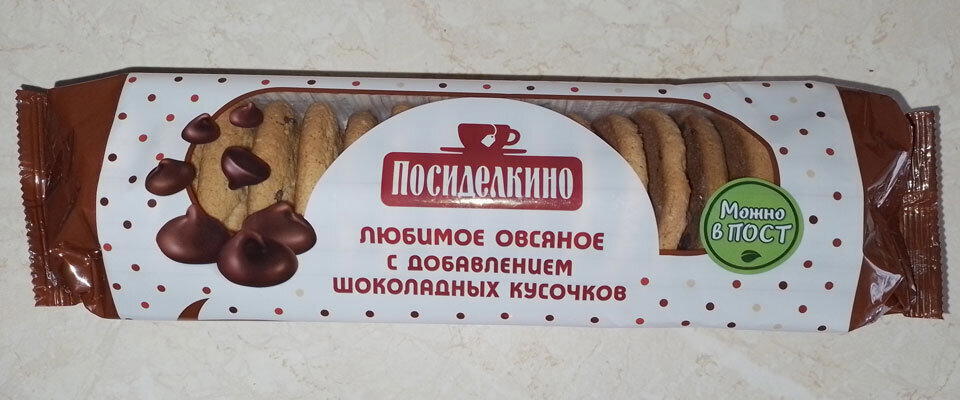 Посиделкино
ЛЮБИМОЕ ОВСЯНОЕ
С ДОБАВЛЕНИЕМ
ШОКОЛАДНЫХ КУСОЧКОВ
Можно
в пост